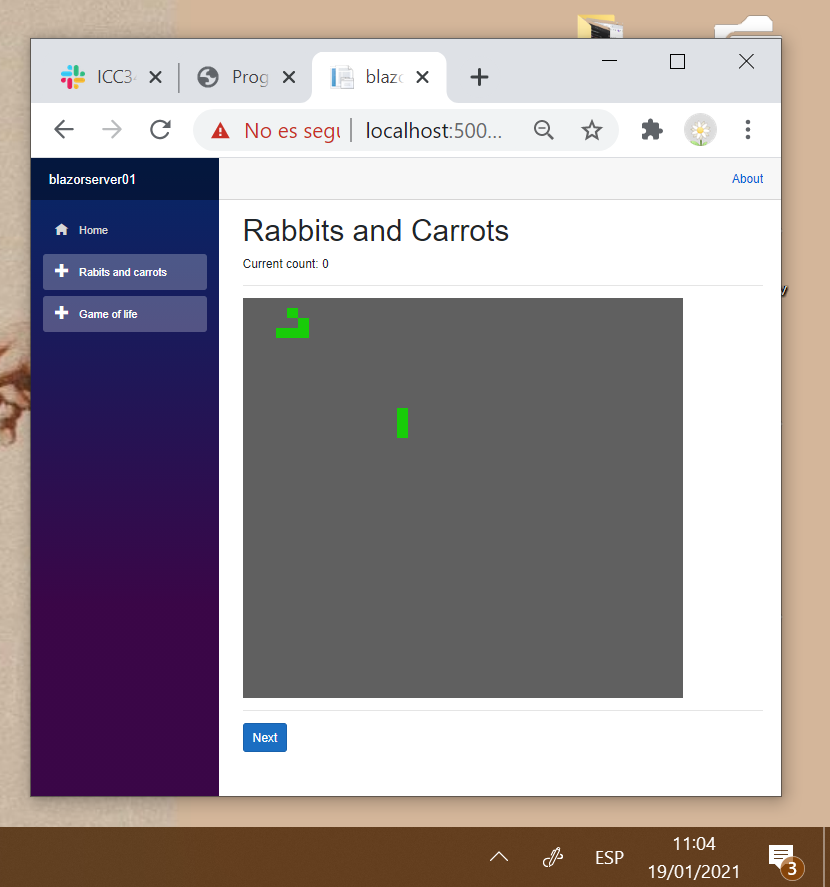 ICC3
Prog
blaz
No es segu
localhost:500...
blazorserver01
About
Home
Rabits and carrots
Game of life
Rabbits and Carrots
Current count: 0
Next
ESP
11:04
19/01/2021
3